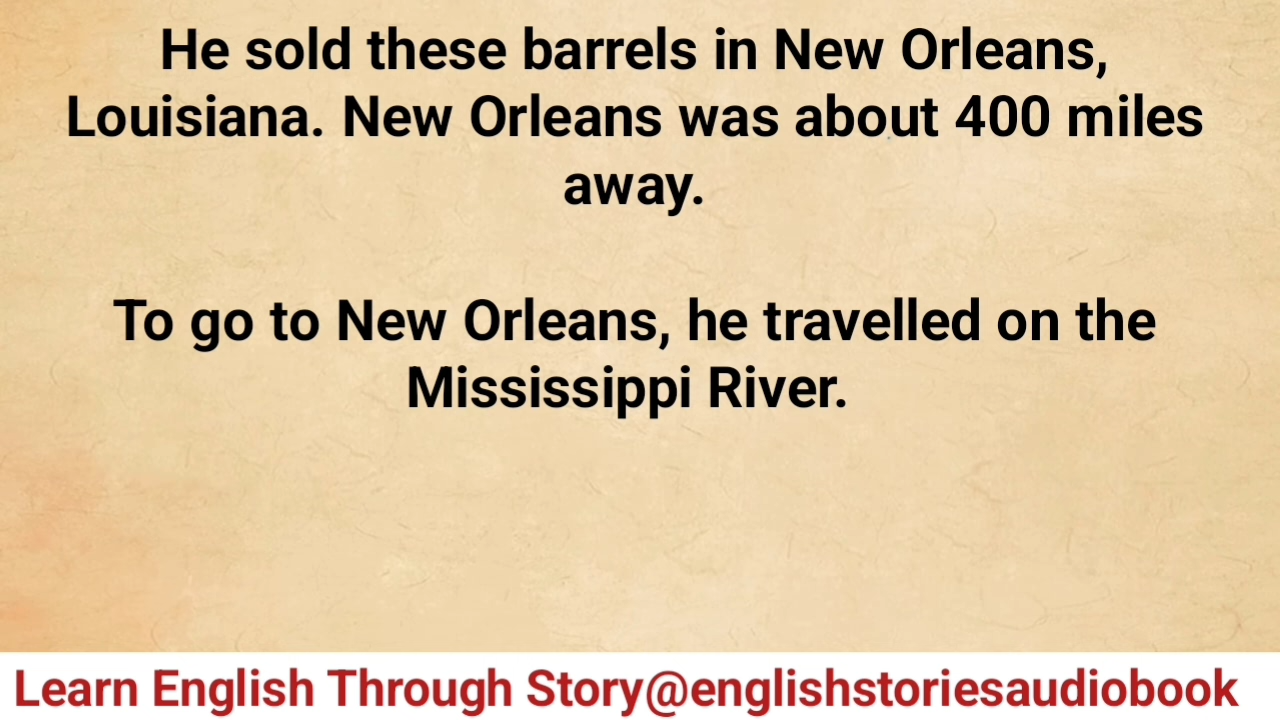 He sold these barrels in New Orleans,
Louisiana. New Orleans was about 400 miles
away.
To go to New Orleans, he travelled on the
Mississippi River.
Learn English Through Story@englishstoriesaudiobook